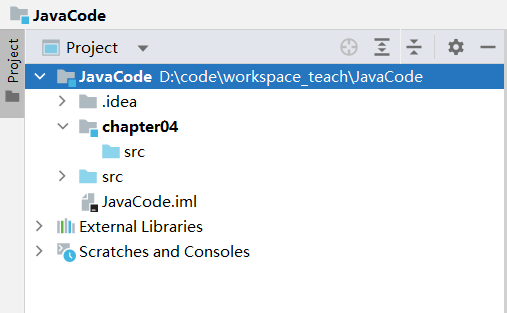 JavaCode
Project
Project
JavaCode D:\code\workspace_teach\JavaCode
.idea
chapter04
src
src
JavaCode.iml
External Libraries
Scratches and Consoles